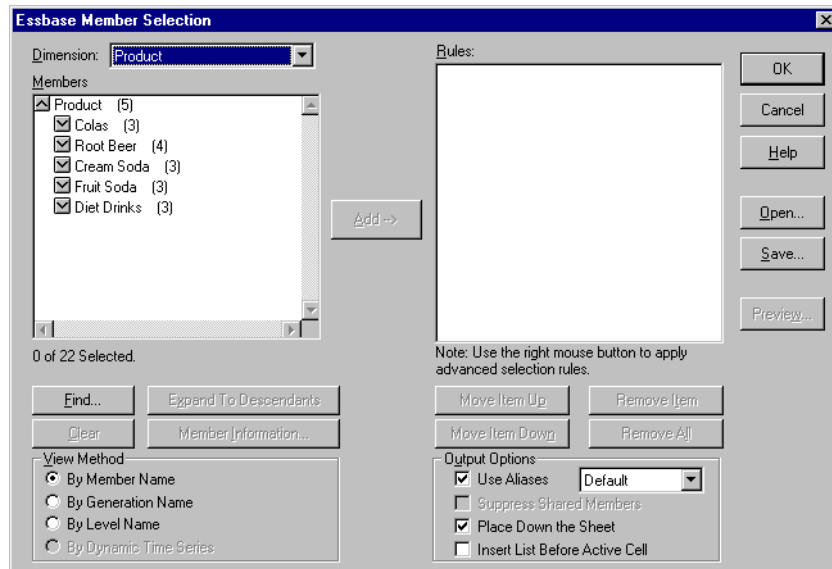 Essbase Member Selection
Dimension: Product
Members
Product (5)
Colas (3)
Root Beer (4)
Cream Soda (3)
Fruit Soda (3)
Diet Drinks (3)
0 of 22 Selected.
Find...
Expand To Descendants
Clear
Member Information...
View Method
By Member Name
By Generation Name
By Level Name
By Dynamic Time Series
Add -->
Rules:
Note: Use the right mouse button to apply
advanced selection rules.
Move Item Up
Remove Item
Move Item Down
Remove All
Output Options
Use Aliases Default
Suppress Shared Members
Place Down the Sheet
Insert List Before Active Cell
OK
Cancel
Help
Open...
Save...
Preview...